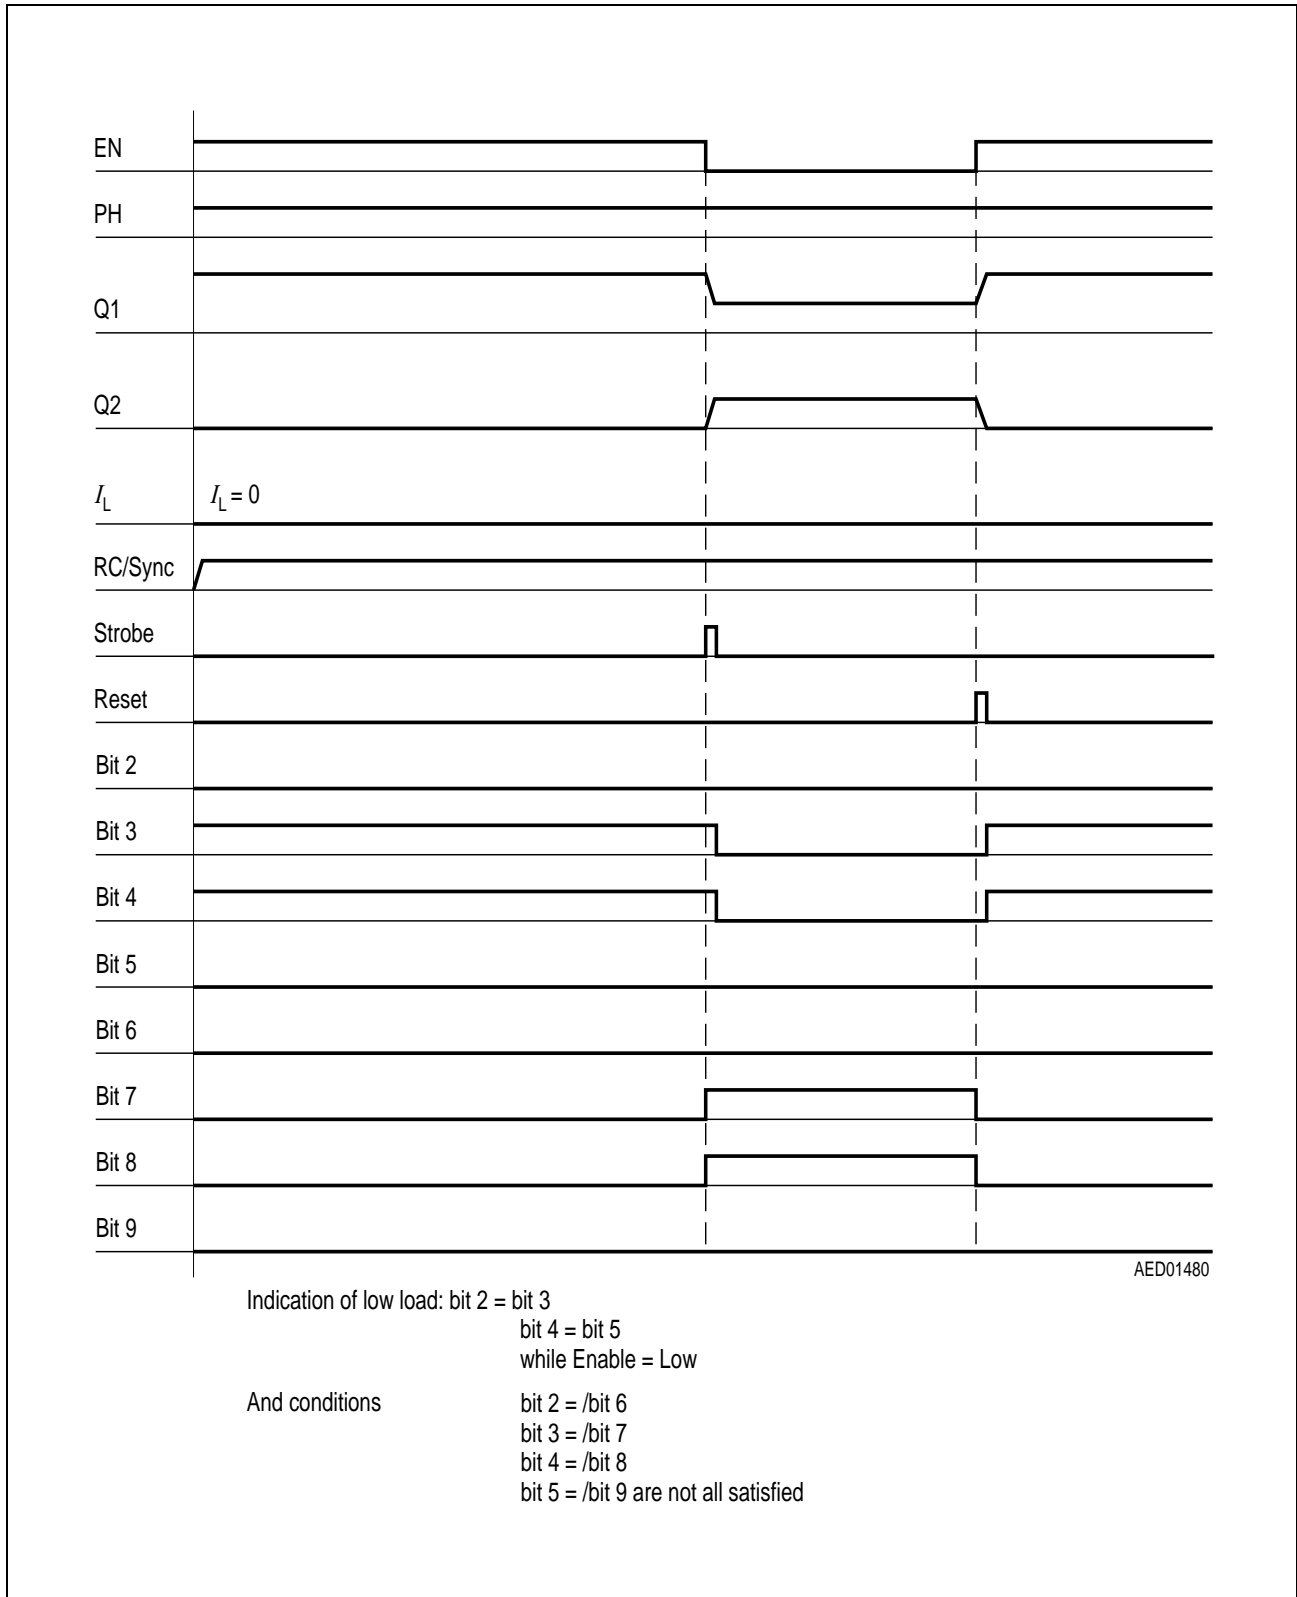 EN
PH
Q1
Q2
IL IL = 0
RC/Sync
Strobe
Reset
Bit 2
Bit 3
Bit 4
Bit 5
Bit 6
Bit 7
Bit 8
Bit 9
AED01480
Indication of low load: bit 2 = bit 3
bit 4 = bit 5
while Enable = Low
And conditions bit 2 = /bit 6
bit 3 = /bit 7
bit 4 = /bit 8
bit 5 = /bit 9 are not all satisfied